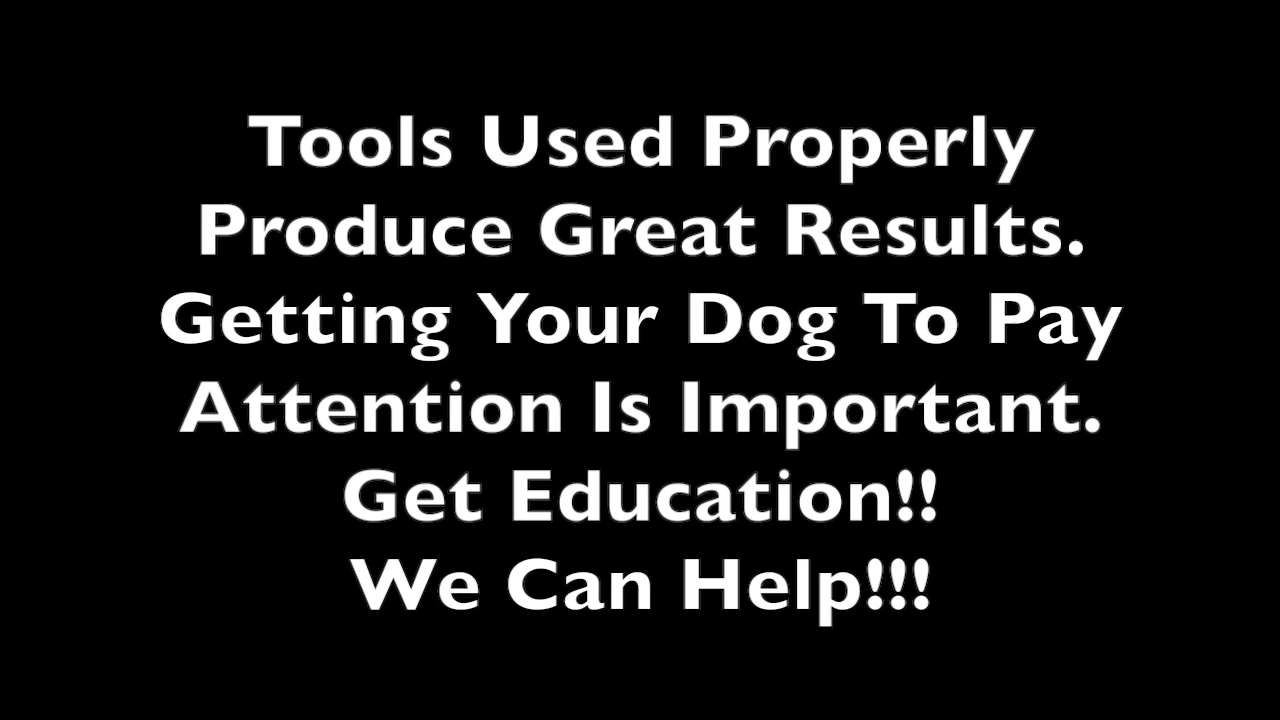 Tools Used Properly
Produce Great Results.
Getting Your Dog To Pay
Attention Is Important.
Get Education!!
We Can Help!!!